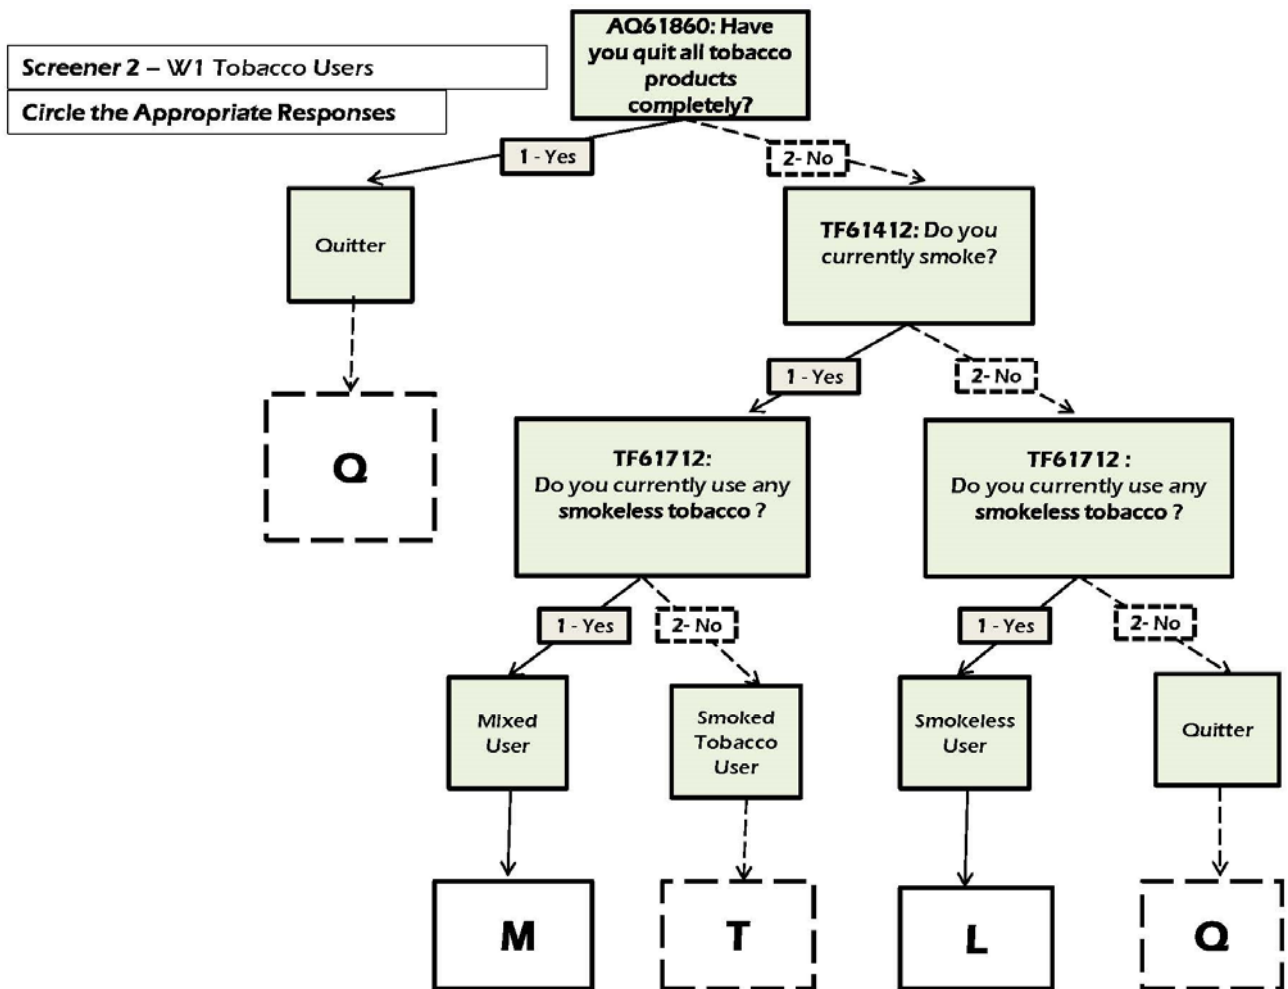 AQ61860: Have
you quit all tobacco
products
completely?
Screener 2 – W1 Tobacco Users
Circle the Appropriate Responses
1 - Yes
2- No
Quitter
TF61412: Do you
currently smoke?
Q
1 - Yes
2- No
TF61712:
Do you currently use any
smokeless tobacco ?
TF61712 :
Do you currently use any
smokeless tobacco ?
1 - Yes
2- No
1 - Yes
2- No
Mixed
User
Smoked
Tobacco
User
Smokeless
User
Quitter
M
T
L
Q